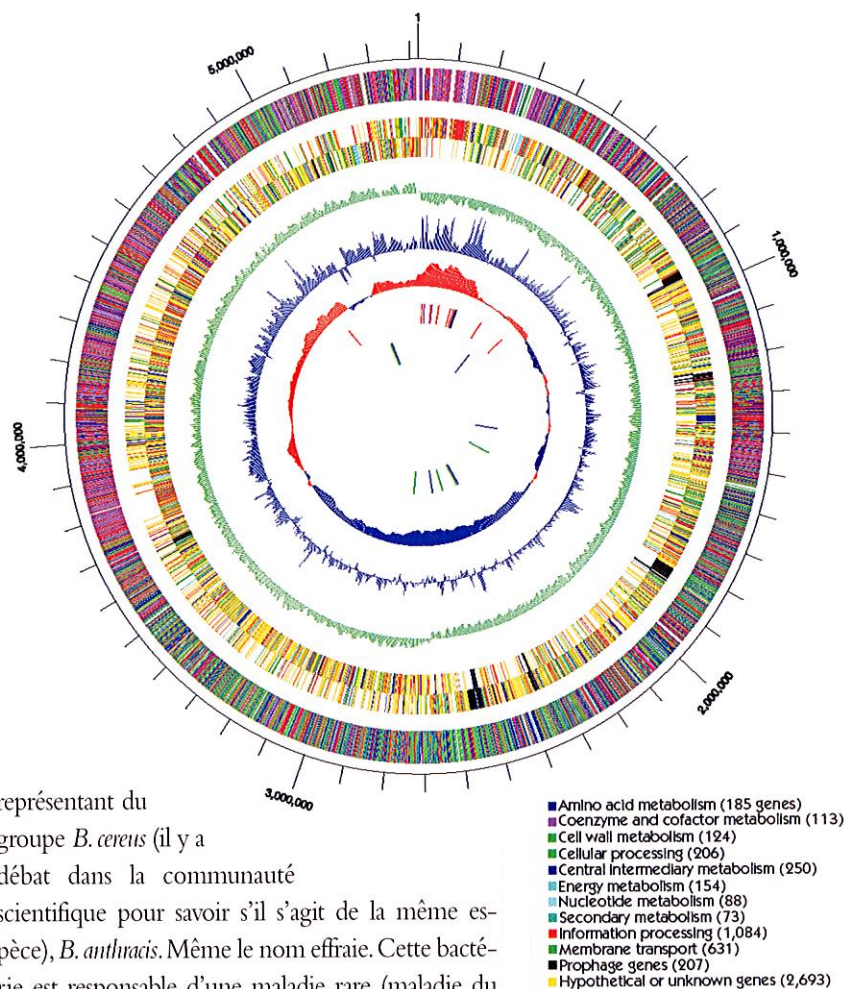 1
5,000,000
1,000,000
4,000,000
2,000,000
3,000,000
représentant du
groupe B. cereus (il y a
débat dans la communauté
scientifique pour savoir s'il s'agit de la même es-
pèce), B. anthracis. Même le nom effraie. Cette bacté-
rie est responsable d'une maladie rare (maladie du
Amino acid metabolism (185 genes)
Coenzyme and cofactor metabolism (113)
Cell wall metabolism (124)
Cellular processing (206)
Central intermediary metabolism (250)
Energy metabolism (154)
Nucleotide metabolism (88)
Secondary metabolism (73)
Information processing (1,084)
Membrane transport (631)
Prophage genes (207)
Hypothetical or unknown genes (2,693)